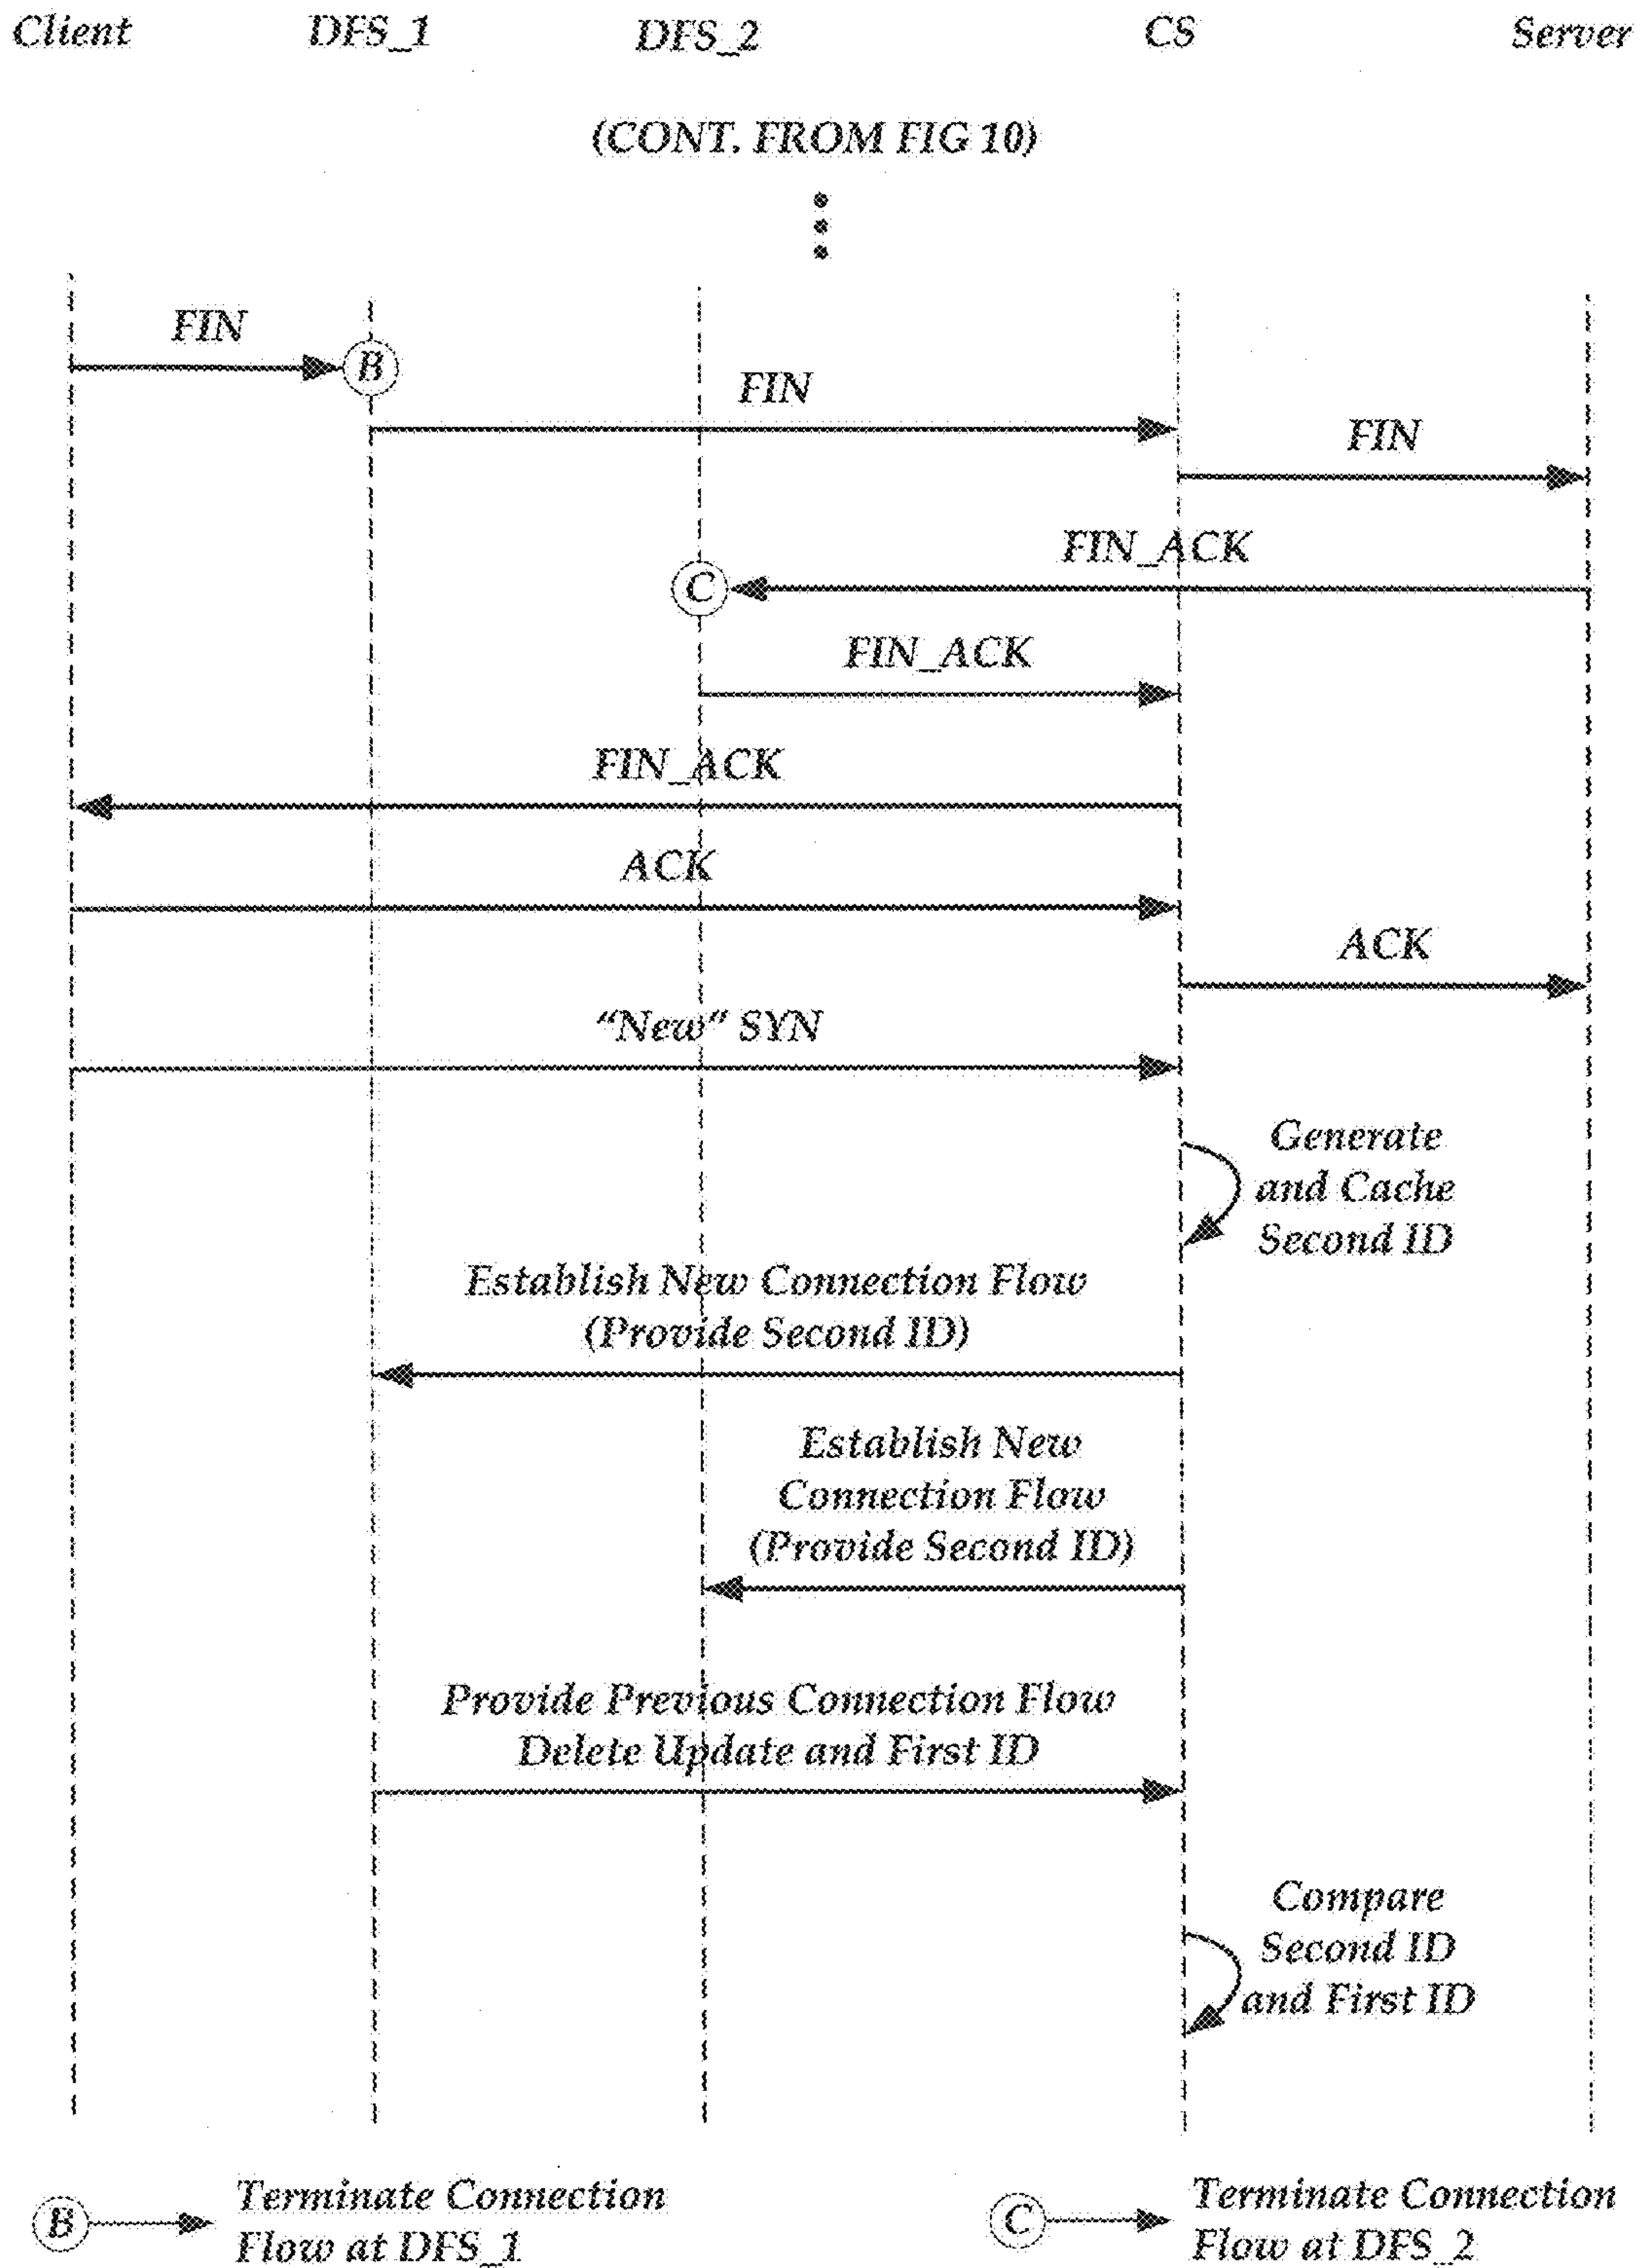 Client DFS_1 DFS_2 CS Server
(CONT. FROM FIG 10)
FIN
B
FIN
FIN
FIN_ACK
C
FIN_ACK
FIN_ACK
ACK
ACK
“New” SYN
Generate
and Cache
Second ID
Establish New Connection Flow
(Provide Second ID)
Establish New
Connection Flow
(Provide Second ID)
Provide Previous Connection Flow
Delete Update and First ID
Compare
Second ID
and First ID
B Terminate Connection
Flow at DFS_1
C Terminate Connection
Flow at DFS_2